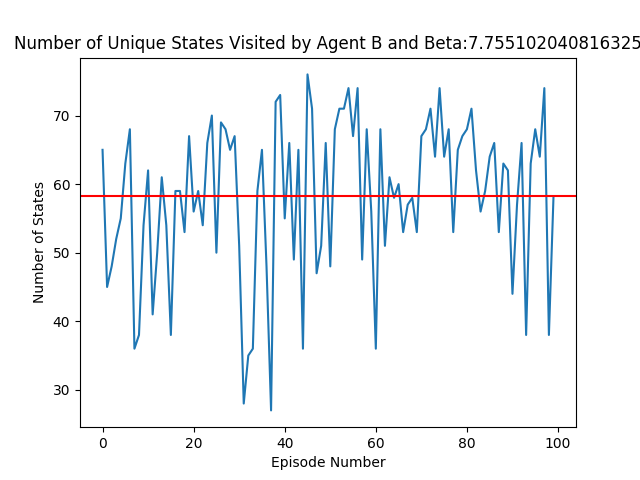 Number of Unique States Visited by Agent B and Beta:7.755102040816325
70
60
50
40
30
Number of States
0 20 40 60 80 100
Episode Number